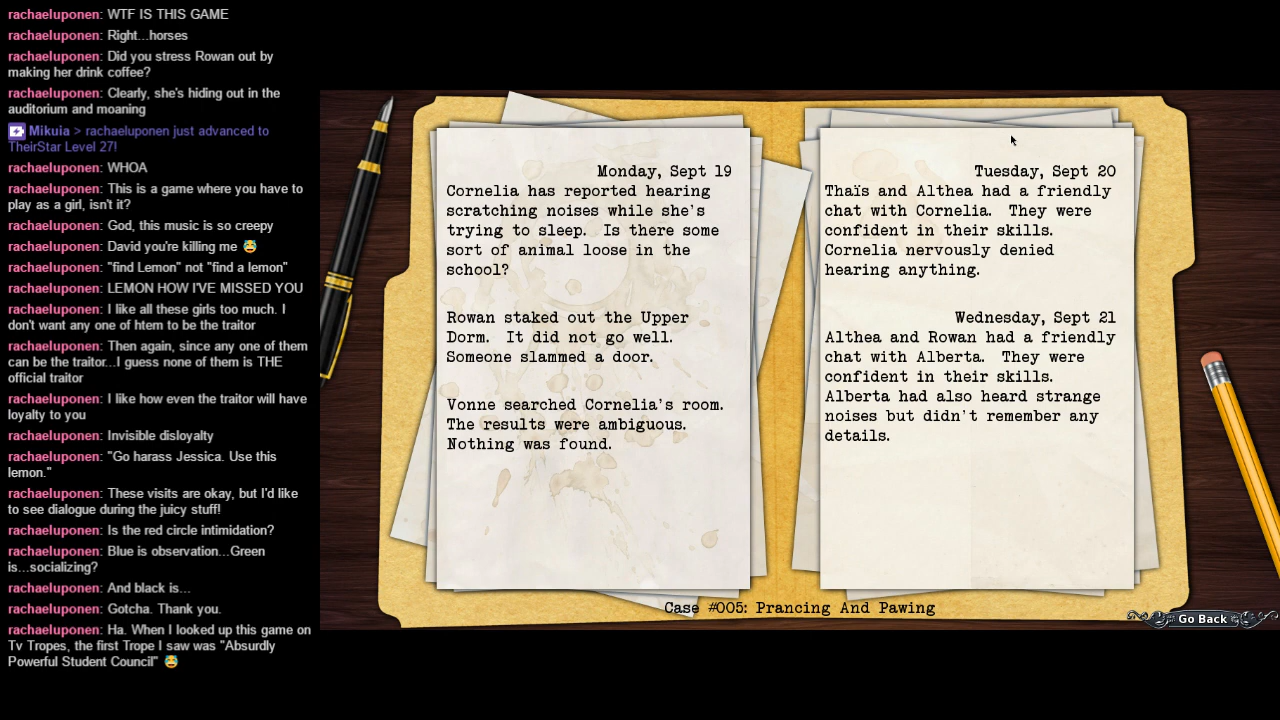 rachaeluponen: WTF IS THIS GAME
rachaeluponen: Right...horses
rachaeluponen: Did you stress Rowan out by
making her drink coffee?
rachaeluponen: Clearly, she's hiding out in the
auditorium and moaning
Mikuia > rachaeluponen just advanced to
TheirStar Level 27!
rachaeluponen: WHOA
rachaeluponen: This is a game where you have to
play as a girl, isn't it?
rachaeluponen: God, this music is so creepy
rachaeluponen: David you're killing me 😅
rachaeluponen: "find Lemon" not "find a lemon"
rachaeluponen: LEMON HOW I'VE MISSED YOU
rachaeluponen: I like all these girls too much. I
don't want any one of htem to be the traitor
rachaeluponen: Then again, since any one of them
can be the traitor...I guess none of them is THE
official traitor
rachaeluponen: I like how even the traitor will have
loyalty to you
rachaeluponen: Invisible disloyalty
rachaeluponen: "Go harass Jessica. Use this
lemon."
rachaeluponen: These visits are okay, but I'd like
to see dialogue during the juicy stuff!
rachaeluponen: Is the red circle intimidation?
rachaeluponen: Blue is observation...Green
is...socializing?
rachaeluponen: And black is...
rachaeluponen: Gotcha. Thank you.
rachaeluponen: Ha. When I looked up this game on
Tv Tropes, the first Trope I saw was "Absurdly
Powerful Student Council" 😅
Monday, Sept 19
Cornelia has reported hearing
scratching noises while she's
trying to sleep. Is there some
sort of animal loose in the
school?
Rowan staked out the Upper
Dorm. It did not go well.
Someone slammed a door.
Vonne searched Cornelia's room.
The results were ambiguous.
Nothing was found.
Tuesday, Sept 20
Thaïs and Althea had a friendly
chat with Cornelia. They were
confident in their skills.
Cornelia nervously denied
hearing anything.
Wednesday, Sept 21
Althea and Rowan had a friendly
chat with Alberta. They were
confident in their skills.
Alberta had also heard strange
noises but didn't remember any
details.
Case #005: Prancing And Pawing
Go Back